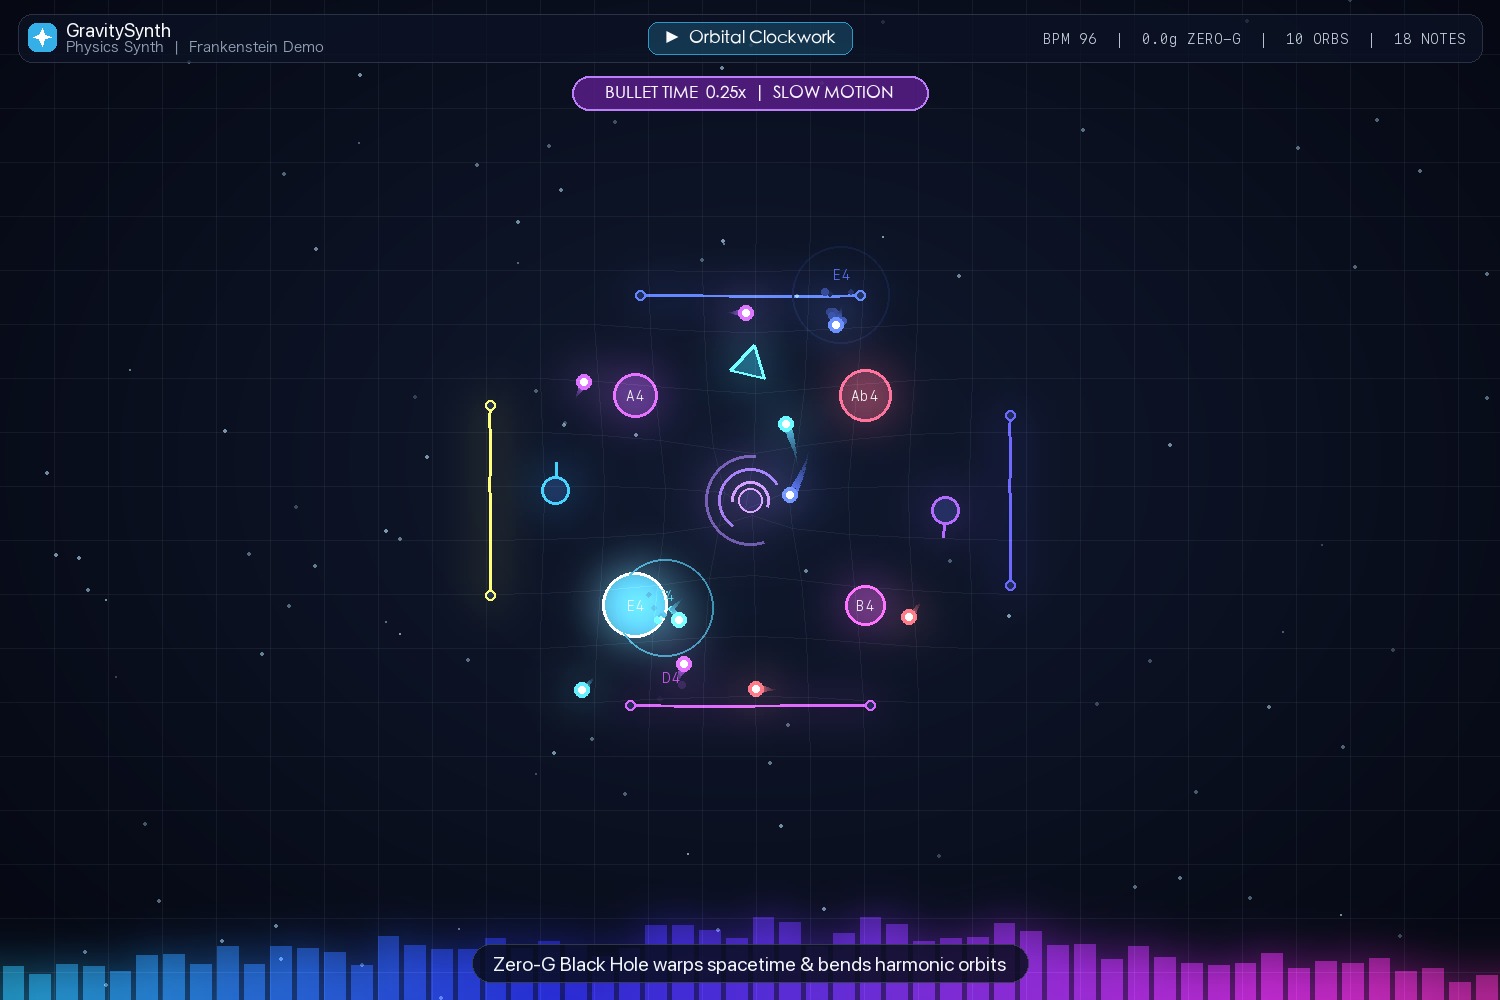 GravitySynth
Physics Synth | Frankenstein Demo
Orbital Clockwork
BPM 96 | 0.0g ZERO-G | 10 ORBS | 18 NOTES
BULLET TIME 0.25x | SLOW MOTION
E4
A4
Ab4
E4
B4
D4
Zero-G Black Hole warps spacetime & bends harmonic orbits